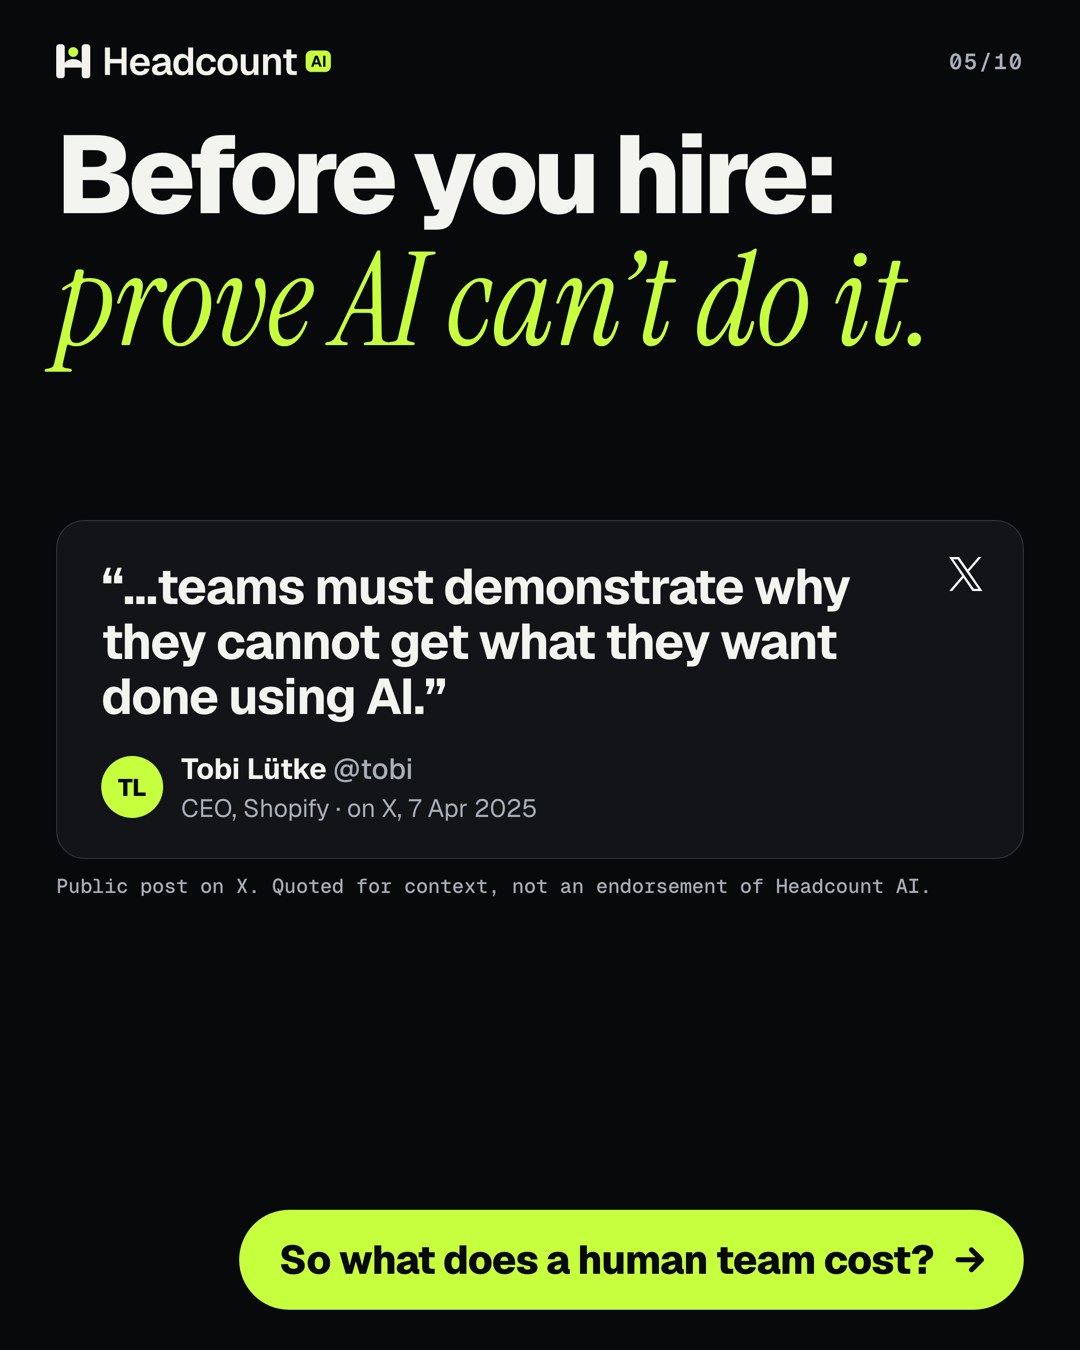 Headcount AI
05/10
Before you hire:
prove AI can’t do it.
“...teams must demonstrate why
they cannot get what they want
done using AI.”
TL
Tobi Lütke @tobi
CEO, Shopify · on X, 7 Apr 2025
Public post on X. Quoted for context, not an endorsement of Headcount AI.
So what does a human team cost? →